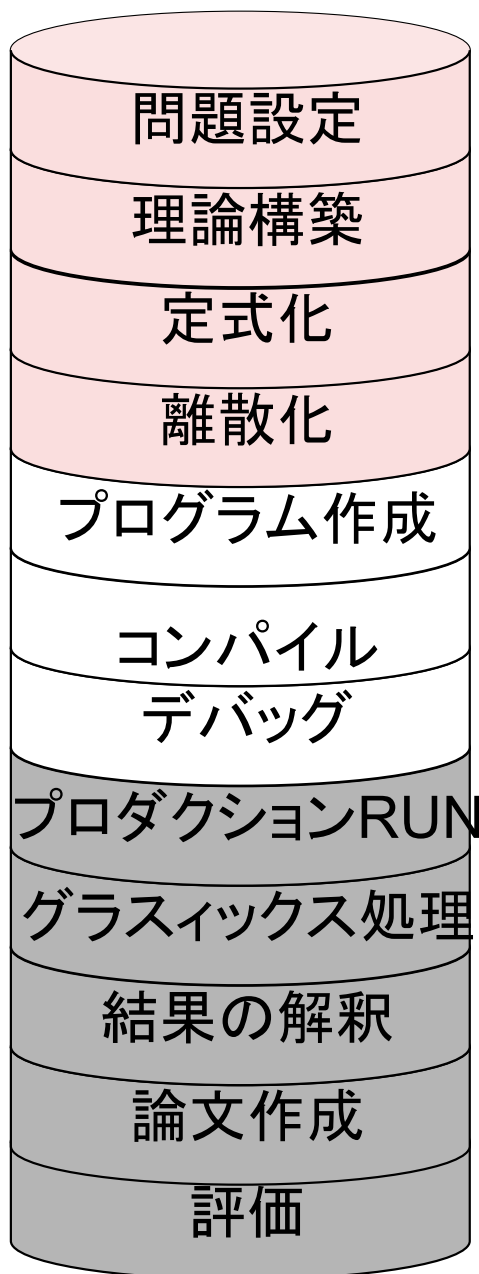 問題設定
理論構築
定式化
離散化
プログラム作成
コンパイル
デバッグ
プロダクションRUN
グラスィックス処理
結果の解釈
論文作成
評価